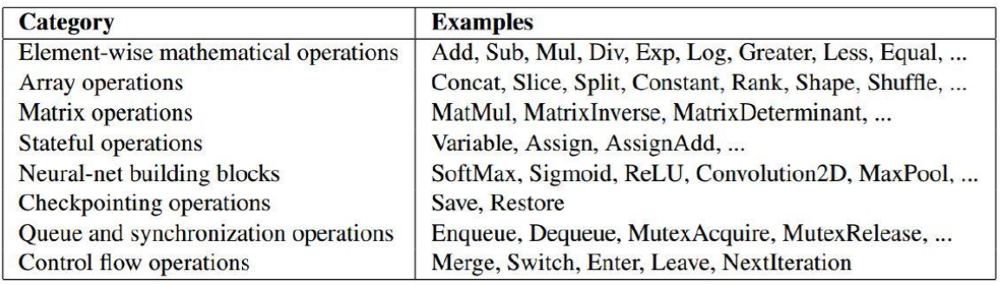 Category Examples
Element-wise mathematical operations Add, Sub, Mul, Div, Exp, Log, Greater, Less, Equal, ...
Array operations Concat, Slice, Split, Constant, Rank, Shape, Shuffle, ...
Matrix operations MatMul, MatrixInverse, MatrixDeterminant, ...
Stateful operations Variable, Assign, AssignAdd, ...
Neural-net building blocks SoftMax, Sigmoid, ReLU, Convolution2D, MaxPool, ...
Checkpointing operations Save, Restore
Queue and synchronization operations Enqueue, Dequeue, MutexAcquire, MutexRelease, ...
Control flow operations Merge, Switch, Enter, Leave, NextIteration